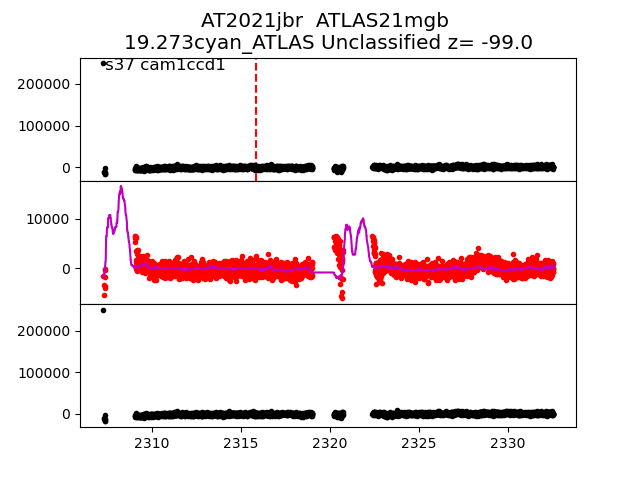 AT2021jbr  ATLAS21mgb
19.273cyan_ATLAS Unclassified z= -99.0
s37 cam1ccd1
200000
100000
0
10000
0
200000
100000
0
2310 2315 2320 2325 2330